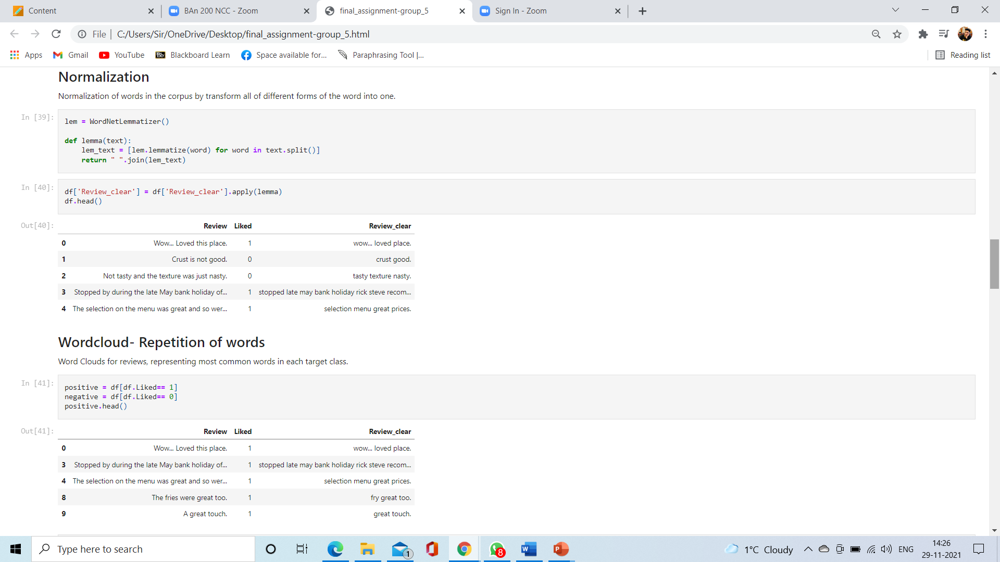 Content
BAn 200 NCC - Zoom
final_assignment-group_5
Sign In - Zoom
File | C:/Users/Sir/OneDrive/Desktop/final_assignment-group_5.html
Apps
Gmail
YouTube
Bb Blackboard Learn
Space available for...
Paraphrasing Tool |...
Reading list
Normalization
Normalization of words in the corpus by transform all of different forms of the word into one.
In [39]:
lem = WordNetLemmatizer()
def lemma(text):
    lem_text = [lem.lemmatize(word) for word in text.split()]
    return " ".join(lem_text)
In [40]:
df['Review_clear'] = df['Review_clear'].apply(lemma)
df.head()
Out[40]:
Review Liked Review_clear
0 Wow... Loved this place. 1 wow... loved place.
1 Crust is not good. 0 crust good.
2 Not tasty and the texture was just nasty. 0 tasty texture nasty.
3 Stopped by during the late May bank holiday of... 1 stopped late may bank holiday rick steve recom...
4 The selection on the menu was great and so wer... 1 selection menu great prices.
Wordcloud- Repetition of words
Word Clouds for reviews, representing most common words in each target class.
In [41]:
positive = df[df.Liked== 1]
negative = df[df.Liked== 0]
positive.head()
Out[41]:
Review Liked Review_clear
0 Wow... Loved this place. 1 wow... loved place.
3 Stopped by during the late May bank holiday of... 1 stopped late may bank holiday rick steve recom...
4 The selection on the menu was great and so wer... 1 selection menu great prices.
8 The fries were great too. 1 fry great too.
9 A great touch. 1 great touch.
Type here to search
1
8
W
P
1°C Cloudy
ENG
14:26
29-11-2021